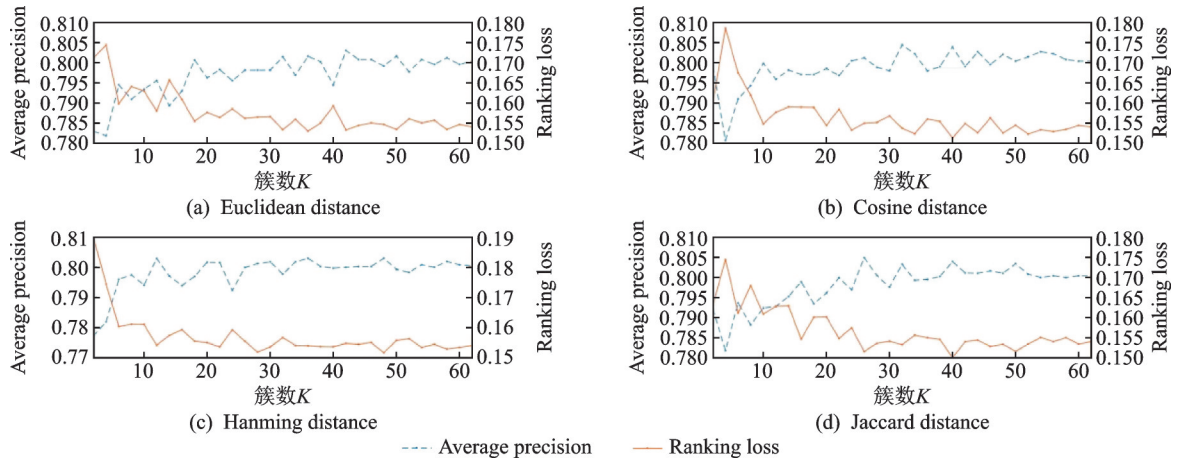 Average precision
0.810
0.805
0.800
0.795
0.790
0.785
0.780
0.180
0.175
0.170
0.165
0.160
0.155
0.150
Ranking loss
10 20 30 40 50 60
簇数K
(a) Euclidean distance
Average precision
0.810
0.805
0.800
0.795
0.790
0.785
0.780
0.180
0.175
0.170
0.165
0.160
0.155
0.150
Ranking loss
10 20 30 40 50 60
簇数K
(b) Cosine distance
Average precision
0.81
0.80
0.79
0.78
0.77
0.19
0.18
0.17
0.16
0.15
Ranking loss
10 20 30 40 50 60
簇数K
(c) Hanming distance
Average precision
0.810
0.805
0.800
0.795
0.790
0.785
0.780
0.180
0.175
0.170
0.165
0.160
0.155
0.150
Ranking loss
10 20 30 40 50 60
簇数K
(d) Jaccard distance
Average precision Ranking loss